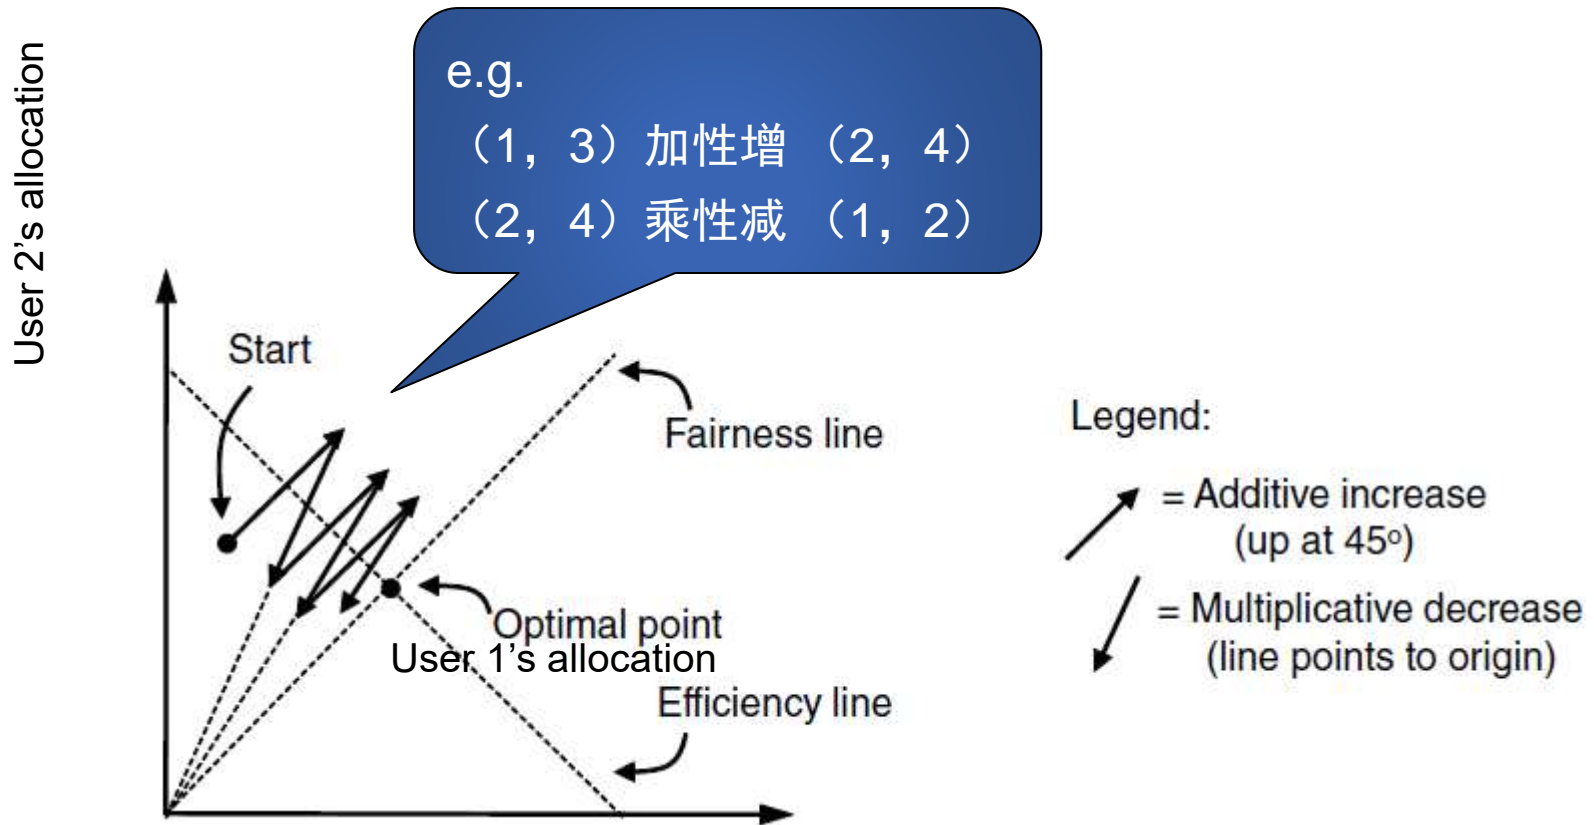 User 2’s allocation
e.g.
（1，3）加性增 （2，4）
（2，4）乘性减 （1，2）
Start
Fairness line
Optimal point
User 1’s allocation
Efficiency line
Legend:
= Additive increase
(up at 45º)
= Multiplicative decrease
(line points to origin)